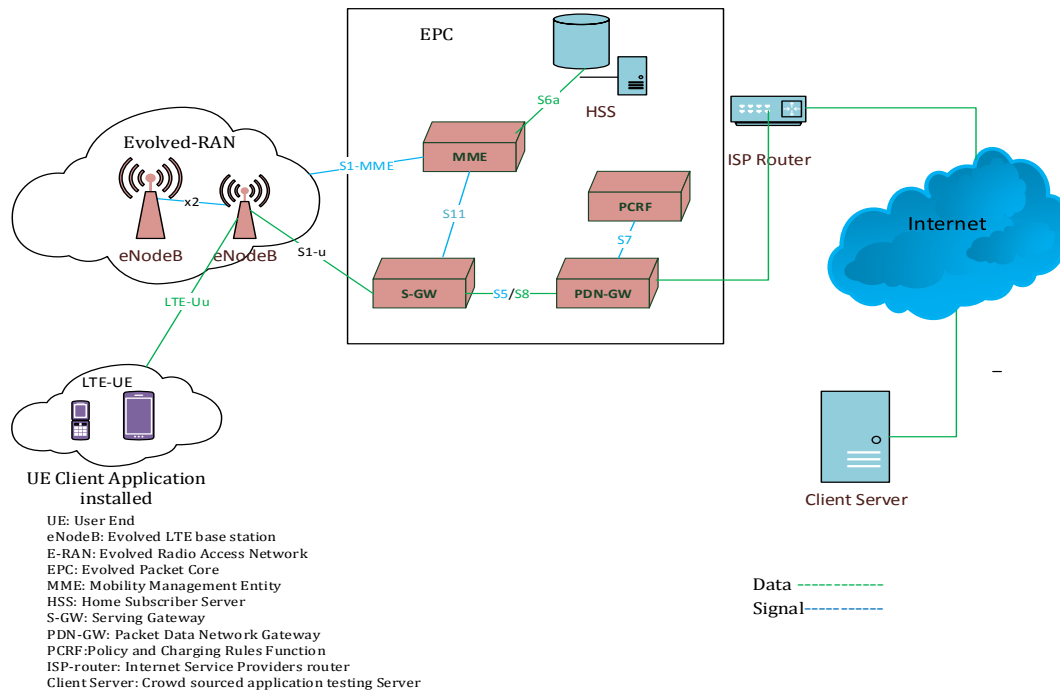 EPC
HSS
S6a
Evolved-RAN
MME
S1-MME
ISP Router
x2
PCRF
eNodeB
eNodeB
S11
S7
Internet
S1-u
S-GW
S5/S8
PDN-GW
LTE-Uu
LTE-UE
UE Client Application
installed
Client Server
–
UE: User End
eNodeB: Evolved LTE base station
E-RAN: Evolved Radio Access Network
EPC: Evolved Packet Core
MME: Mobility Management Entity
HSS: Home Subscriber Server
S-GW: Serving Gateway
PDN-GW: Packet Data Network Gateway
PCRF:Policy and Charging Rules Function
ISP-router: Internet Service Providers router
Client Server: Crowd sourced application testing Server
Data
Signal